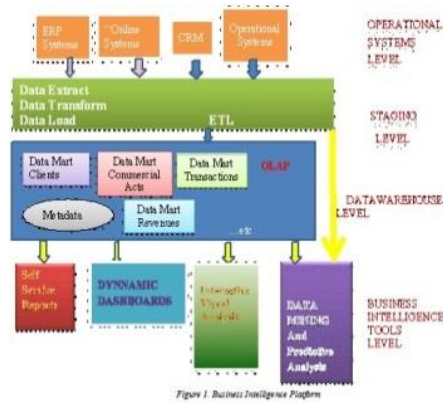 ERP
Systems
Online
Systems
CRM
Operational
Systems
OPERATIONAL
SYSTEMS
LEVEL
Data Extract
Data Transform
Data Load ETL
STAGING
LEVEL
Data Mart
Clients
Data Mart
Commercial
Acts
Data Mart
Transactions
OLAP
Metadata
Data Mart
Revenues
...etc
DATAWAREHOUSE
LEVEL
Self
Service
Reports
DYNNAMIC
DASHBOARDS
Interactive
Visual
Analysis
DATA
MINING
And
Predictive
Analysis
BUSINESS
INTELLIGENCE
TOOLS
LEVEL
Figure 1. Business Intelligence Platform